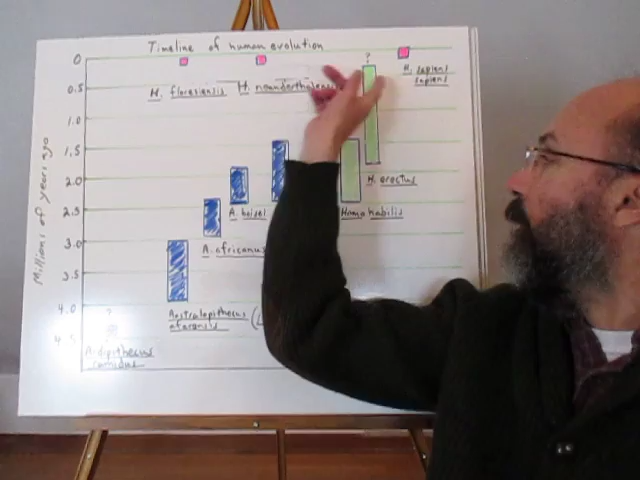 Timeline of human evolution
0
?
H. sapiens
sapiens
0.5
H. floresiensis H. neanderthalensis
1.0
1.5
2.0
H. erectus
2.5
A. boisei
Homo habilis
3.0
A. africanus
3.5
4.0
?
Australopithecus
afarensis
4.5
Ardipithecus
ramidus
Millions of years ago